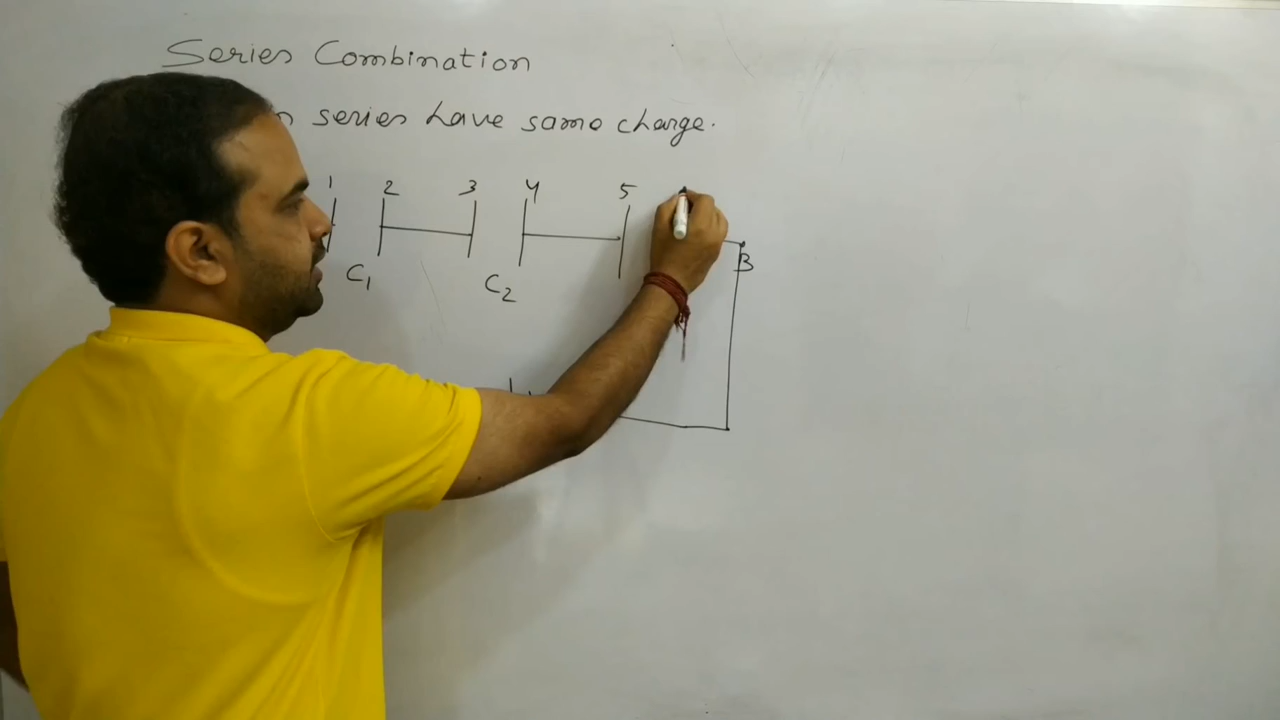 Series Combination
series have same charge.
1 2 3 4 5
B
C1 C2